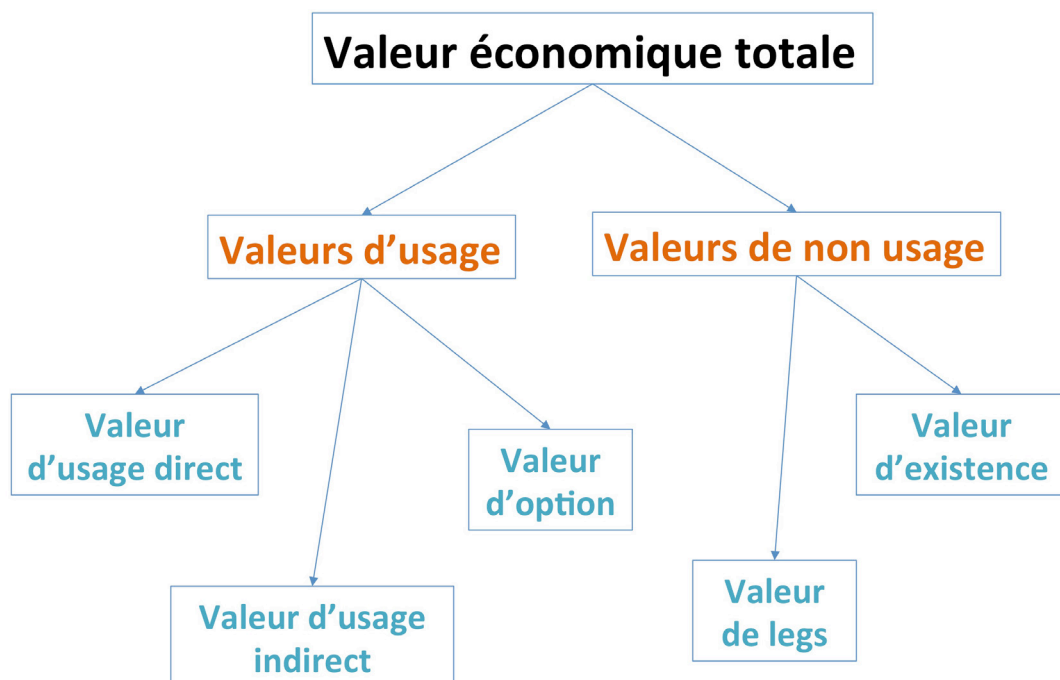 Valeur économique totale
Valeurs d’usage
Valeurs de non usage
Valeur
d’usage direct
Valeur d’usage
indirect
Valeur
d’option
Valeur
de legs
Valeur
d’existence